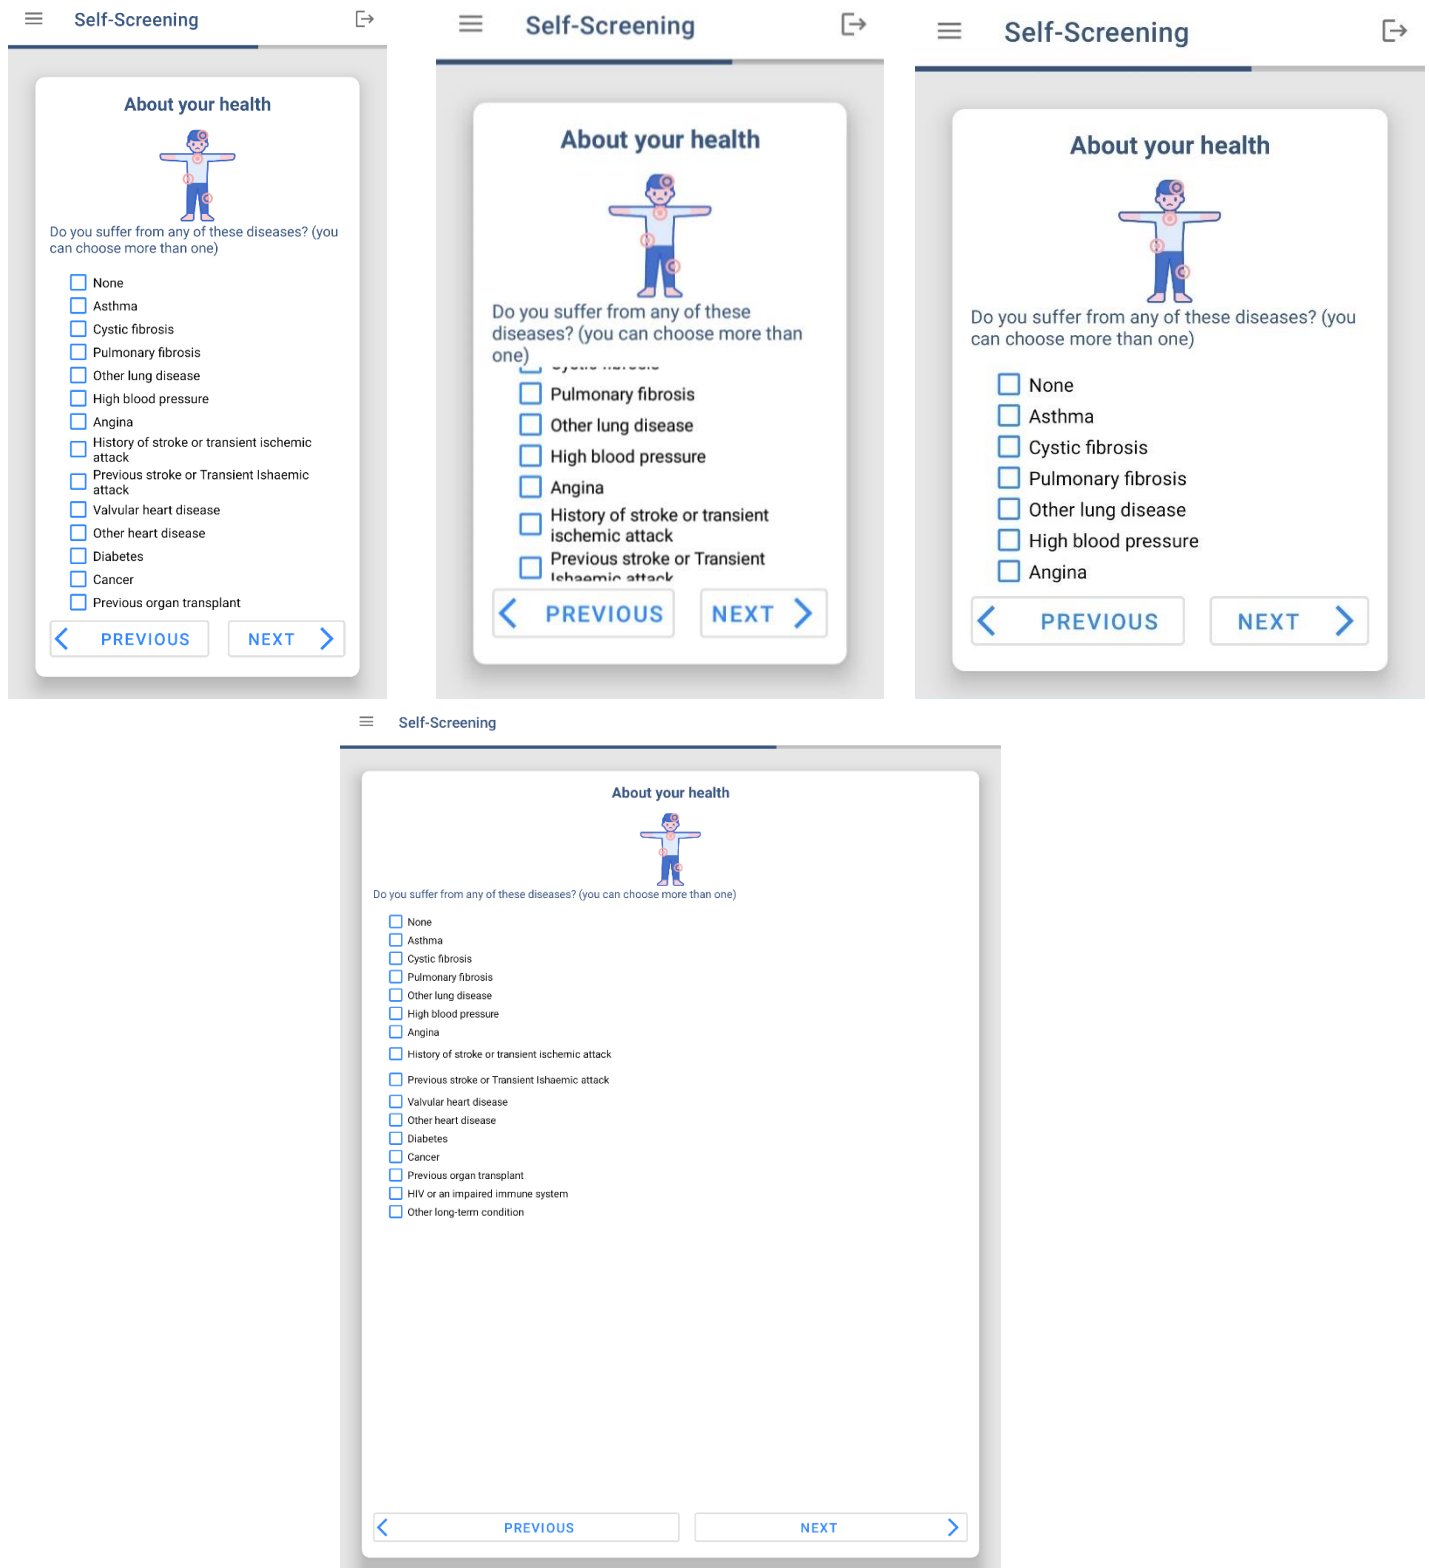 Self-Screening
About your health
Do you suffer from any of these diseases? (you
can choose more than one)
None
Asthma
Cystic fibrosis
Pulmonary fibrosis
Other lung disease
High blood pressure
Angina
History of stroke or transient ischemic
attack
Previous stroke or Transient Ishaemic
attack
Valvular heart disease
Other heart disease
Diabetes
Cancer
Previous organ transplant
PREVIOUS NEXT
Self-Screening
About your health
Do you suffer from any of these
diseases? (you can choose more than
one)
Cystic fibrosis
Pulmonary fibrosis
Other lung disease
High blood pressure
Angina
History of stroke or transient
ischemic attack
Previous stroke or Transient
Ishaemic attack
PREVIOUS NEXT
Self-Screening
About your health
Do you suffer from any of these diseases? (you
can choose more than one)
None
Asthma
Cystic fibrosis
Pulmonary fibrosis
Other lung disease
High blood pressure
Angina
PREVIOUS NEXT
Self-Screening
About your health
Do you suffer from any of these diseases? (you can choose more than one)
None
Asthma
Cystic fibrosis
Pulmonary fibrosis
Other lung disease
High blood pressure
Angina
History of stroke or transient ischemic attack
Previous stroke or Transient Ishaemic attack
Valvular heart disease
Other heart disease
Diabetes
Cancer
Previous organ transplant
HIV or an impaired immune system
Other long-term condition
PREVIOUS NEXT